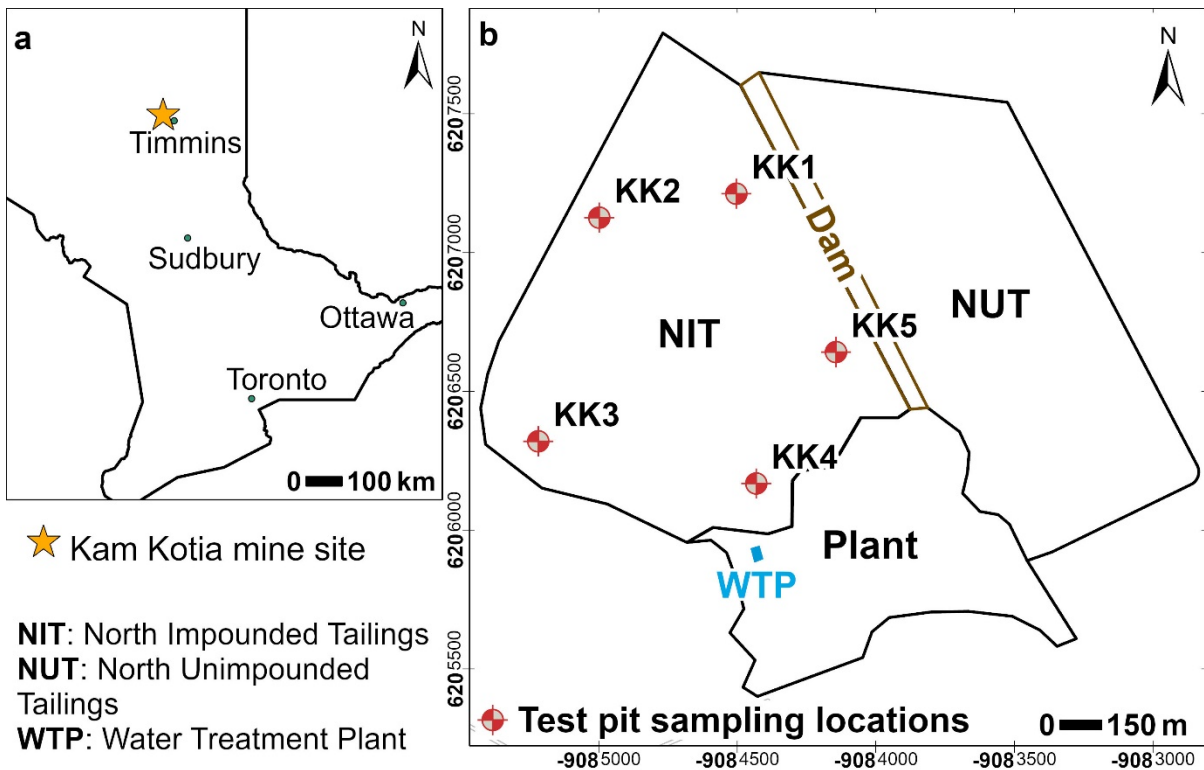 a
N
Timmins
Sudbury
Ottawa
Toronto
0 100 km
Kam Kotia mine site
NIT: North Impounded Tailings
NUT: North Unimpounded
Tailings
WTP: Water Treatment Plant
b
N
6207500
6207000
6206500
6206000
6205500
KK1
KK2
Dam
NUT
KK5
NIT
KK3
KK4
Plant
WTP
Test pit sampling locations
0 150 m
-9085000 -9084500 -9084000 -9083500 -9083000